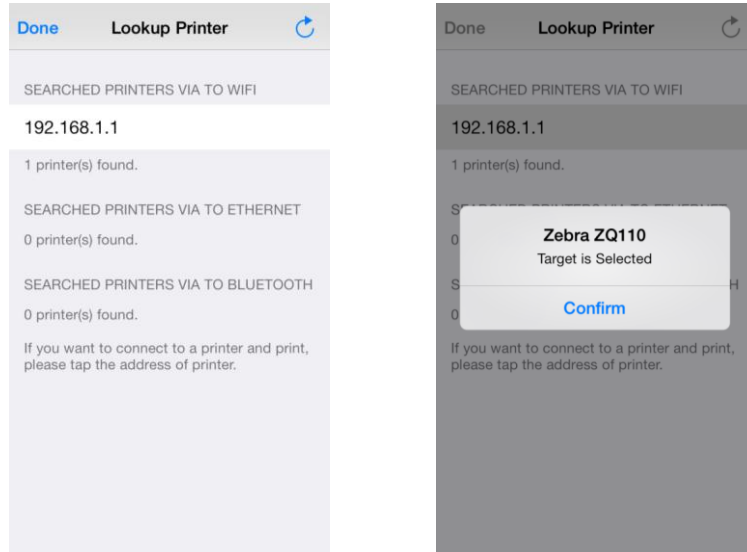 Done Lookup Printer
SEARCHED PRINTERS VIA TO WIFI
192.168.1.1
1 printer(s) found.
SEARCHED PRINTERS VIA TO ETHERNET
0 printer(s) found.
SEARCHED PRINTERS VIA TO BLUETOOTH
0 printer(s) found.
If you want to connect to a printer and print,
please tap the address of printer.
Done Lookup Printer
SEARCHED PRINTERS VIA TO WIFI
192.168.1.1
1 printer(s) found.
Zebra ZQ110
Target is Selected
Confirm
If you want to connect to a printer and print,
please tap the address of printer.